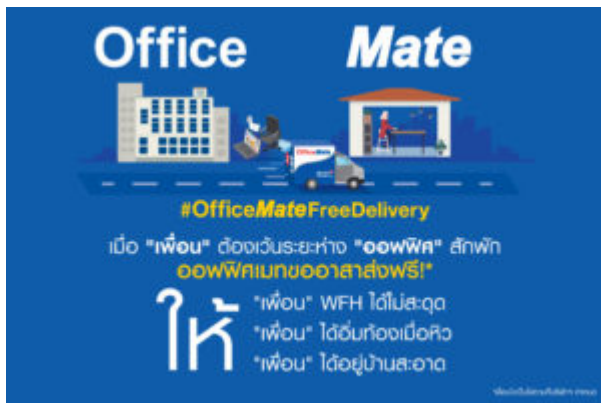 Office Mate
OfficeMate
#OfficeMateFreeDelivery
เมื่อ "เพื่อน" ต้องเว้นระยะห่าง "ออฟฟิศ" สักพัก
ออฟฟิศเมทขออาสาส่งฟรี!*
ให้
"เพื่อน" WFH ได้ไม่สะดุด
"เพื่อน" ได้อิ่มท้องเมื่อหิว
"เพื่อน" ได้อยู่บ้านสะอาด